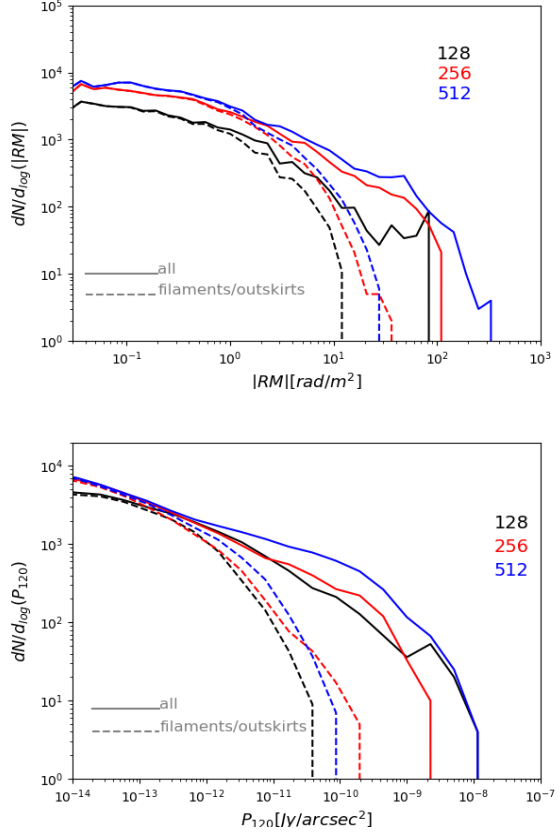 10^5
10^4
10^3
10^2
10^1
10^0
dN/d_log(|RM|)
128
256
512
all
filaments/outskirts
10^-1 10^0 10^1 10^2 10^3
|RM|[rad/m^2]
10^4
10^3
10^2
10^1
10^0
dN/d_log(P_120)
128
256
512
all
filaments/outskirts
10^-14 10^-13 10^-12 10^-11 10^-10 10^-9 10^-8 10^-7
P_120[Jy/arcsec^2]